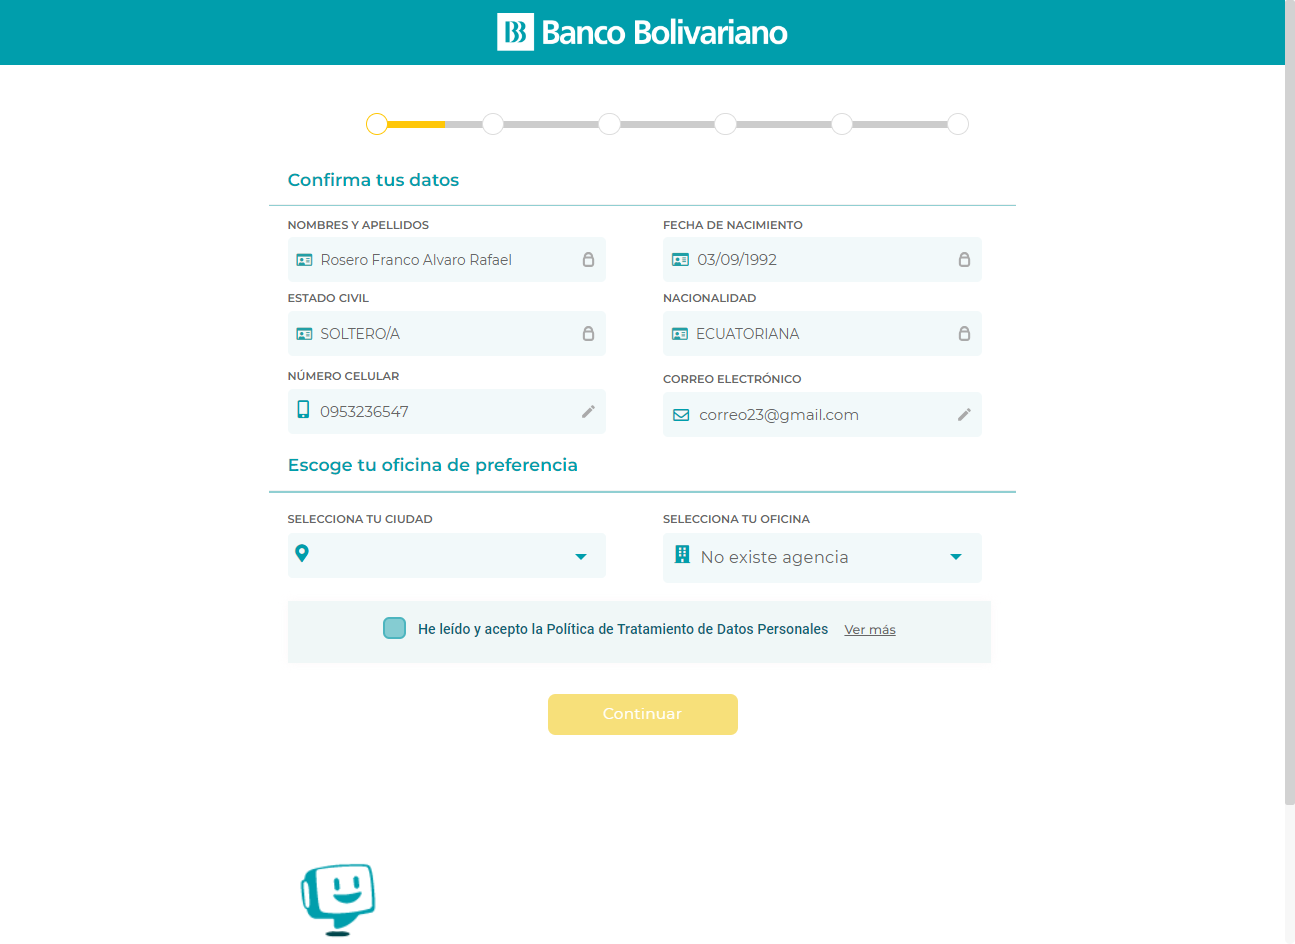 Banco Bolivariano
Confirma tus datos
NOMBRES Y APELLIDOS
FECHA DE NACIMIENTO
Rosero Franco Alvaro Rafael
03/09/1992
ESTADO CIVIL
NACIONALIDAD
SOLTERO/A
ECUATORIANA
NÚMERO CELULAR
CORREO ELECTRÓNICO
0953236547
correo23@gmail.com
Escoge tu oficina de preferencia
SELECCIONA TU CIUDAD
SELECCIONA TU OFICINA
No existe agencia
He leído y acepto la Política de Tratamiento de Datos Personales Ver más
Continuar